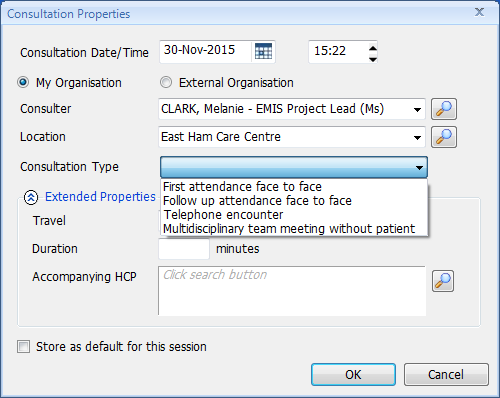 Consultation Properties
Consultation Date/Time 30-Nov-2015 15:22
My Organisation External Organisation
Consulter CLARK, Melanie - EMIS Project Lead (Ms)
Location East Ham Care Centre
Consultation Type
First attendance face to face
Follow up attendance face to face
Telephone encounter
Multidisciplinary team meeting without patient
Extended Properties
Travel
Duration minutes
Accompanying HCP Click search button
Store as default for this session
OK Cancel